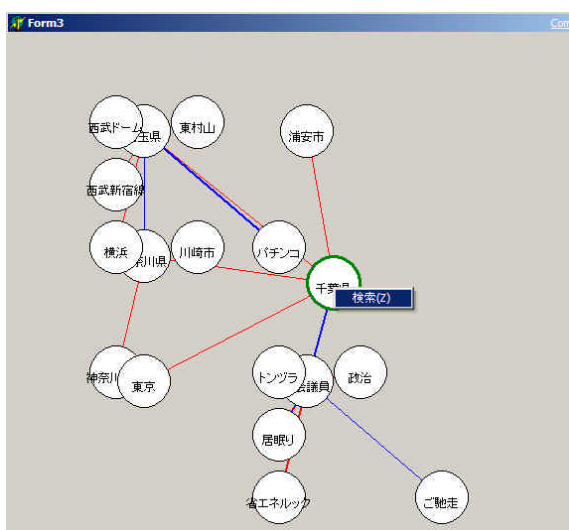 Form3
Com
西武ドーム
玉県
東村山
浦安市
西武新宿線
横浜
奈川県
川崎市
パチンコ
千葉県
検索(Z)
神奈川
東京
トンヅラ
会議員
政治
居眠り
省エネルック
ご馳走